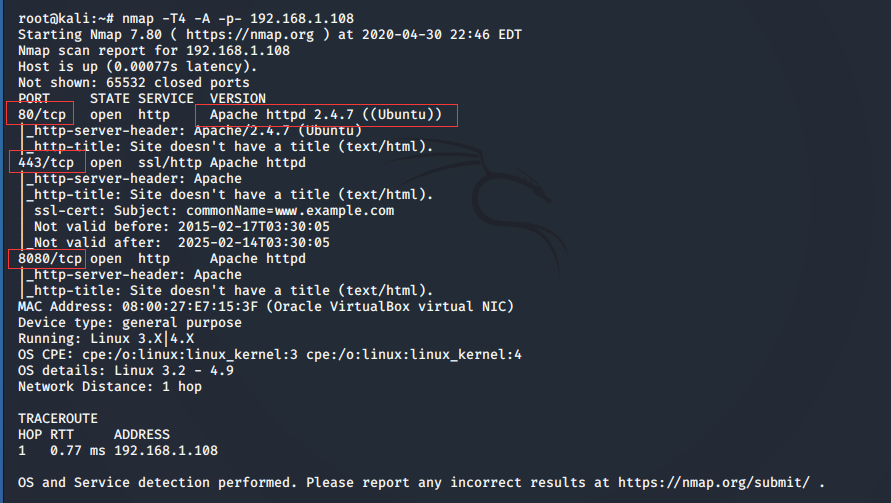 root@kali:~# nmap -T4 -A -p- 192.168.1.108
Starting Nmap 7.80 ( https://nmap.org ) at 2020-04-30 22:46 EDT
Nmap scan report for 192.168.1.108
Host is up (0.00077s latency).
Not shown: 65532 closed ports
PORT     STATE SERVICE  VERSION
80/tcp   open  http     Apache httpd 2.4.7 ((Ubuntu))
|_http-server-header: Apache/2.4.7 (Ubuntu)
|_http-title: Site doesn't have a title (text/html).
443/tcp  open  ssl/http Apache httpd
|_http-server-header: Apache
|_http-title: Site doesn't have a title (text/html).
| ssl-cert: Subject: commonName=www.example.com
| Not valid before: 2015-02-17T03:30:05
|_Not valid after:  2025-02-14T03:30:05
8080/tcp open  http     Apache httpd
|_http-server-header: Apache
|_http-title: Site doesn't have a title (text/html).
MAC Address: 08:00:27:E7:15:3F (Oracle VirtualBox virtual NIC)
Device type: general purpose
Running: Linux 3.X|4.X
OS CPE: cpe:/o:linux:linux_kernel:3 cpe:/o:linux:linux_kernel:4
OS details: Linux 3.2 - 4.9
Network Distance: 1 hop
TRACEROUTE
HOP RTT     ADDRESS
1   0.77 ms 192.168.1.108
OS and Service detection performed. Please report any incorrect results at https://nmap.org/submit/ .